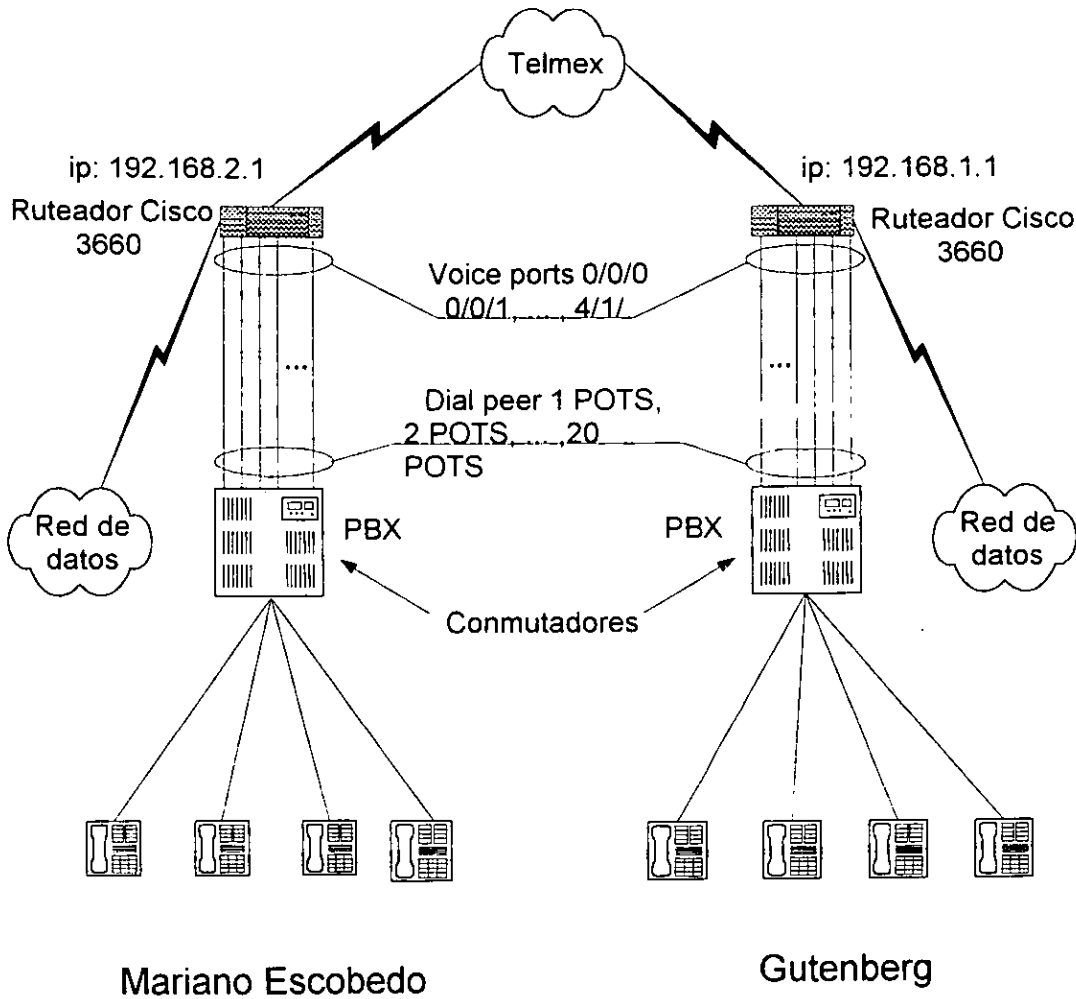 Telmex
ip: 192.168.2.1
Ruteador Cisco
3660
ip: 192.168.1.1
Ruteador Cisco
3660
Voice ports 0/0/0
0/0/1, ... , 4/1/
...
...
Dial peer 1 POTS,
2 POTS, ... ,20
POTS
Red de
datos
PBX
PBX
Red de
datos
Conmutadores
Mariano Escobedo
Gutenberg